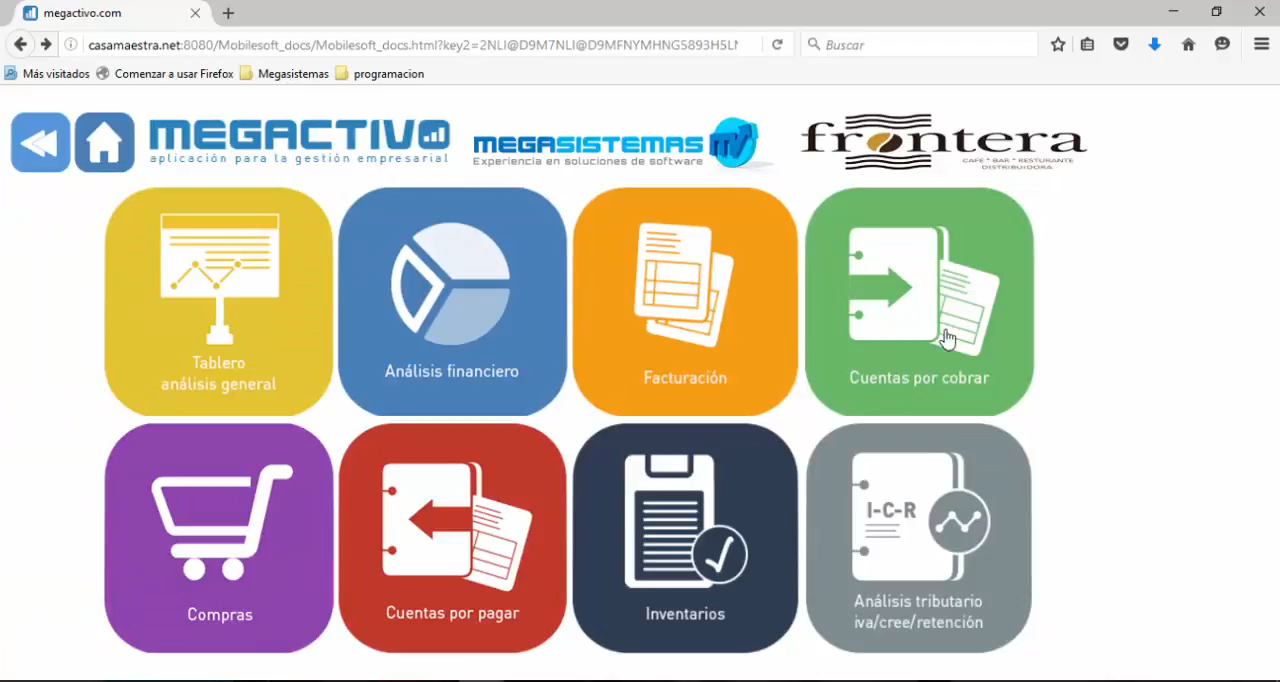 megactivo.com
casamaestra.net:8080/Mobilesoft_docs/Mobilesoft_docs.html?key2=2NLI@D9M7NLI@D9MFNYMHNG5893H5LN
Buscar
Más visitados Comenzar a usar Firefox Megasistemas programacion
MEGACTIVO
aplicación para la gestión empresarial
MEGASISTEMAS
Experiencia en soluciones de software
frontera
CAFE * BAR * RESTURANTE
DISTRIBUIDORA
Tablero
análisis general
Análisis financiero
Facturación
Cuentas por cobrar
Compras
Cuentas por pagar
Inventarios
I-C-R
Análisis tributario
iva/cree/retención